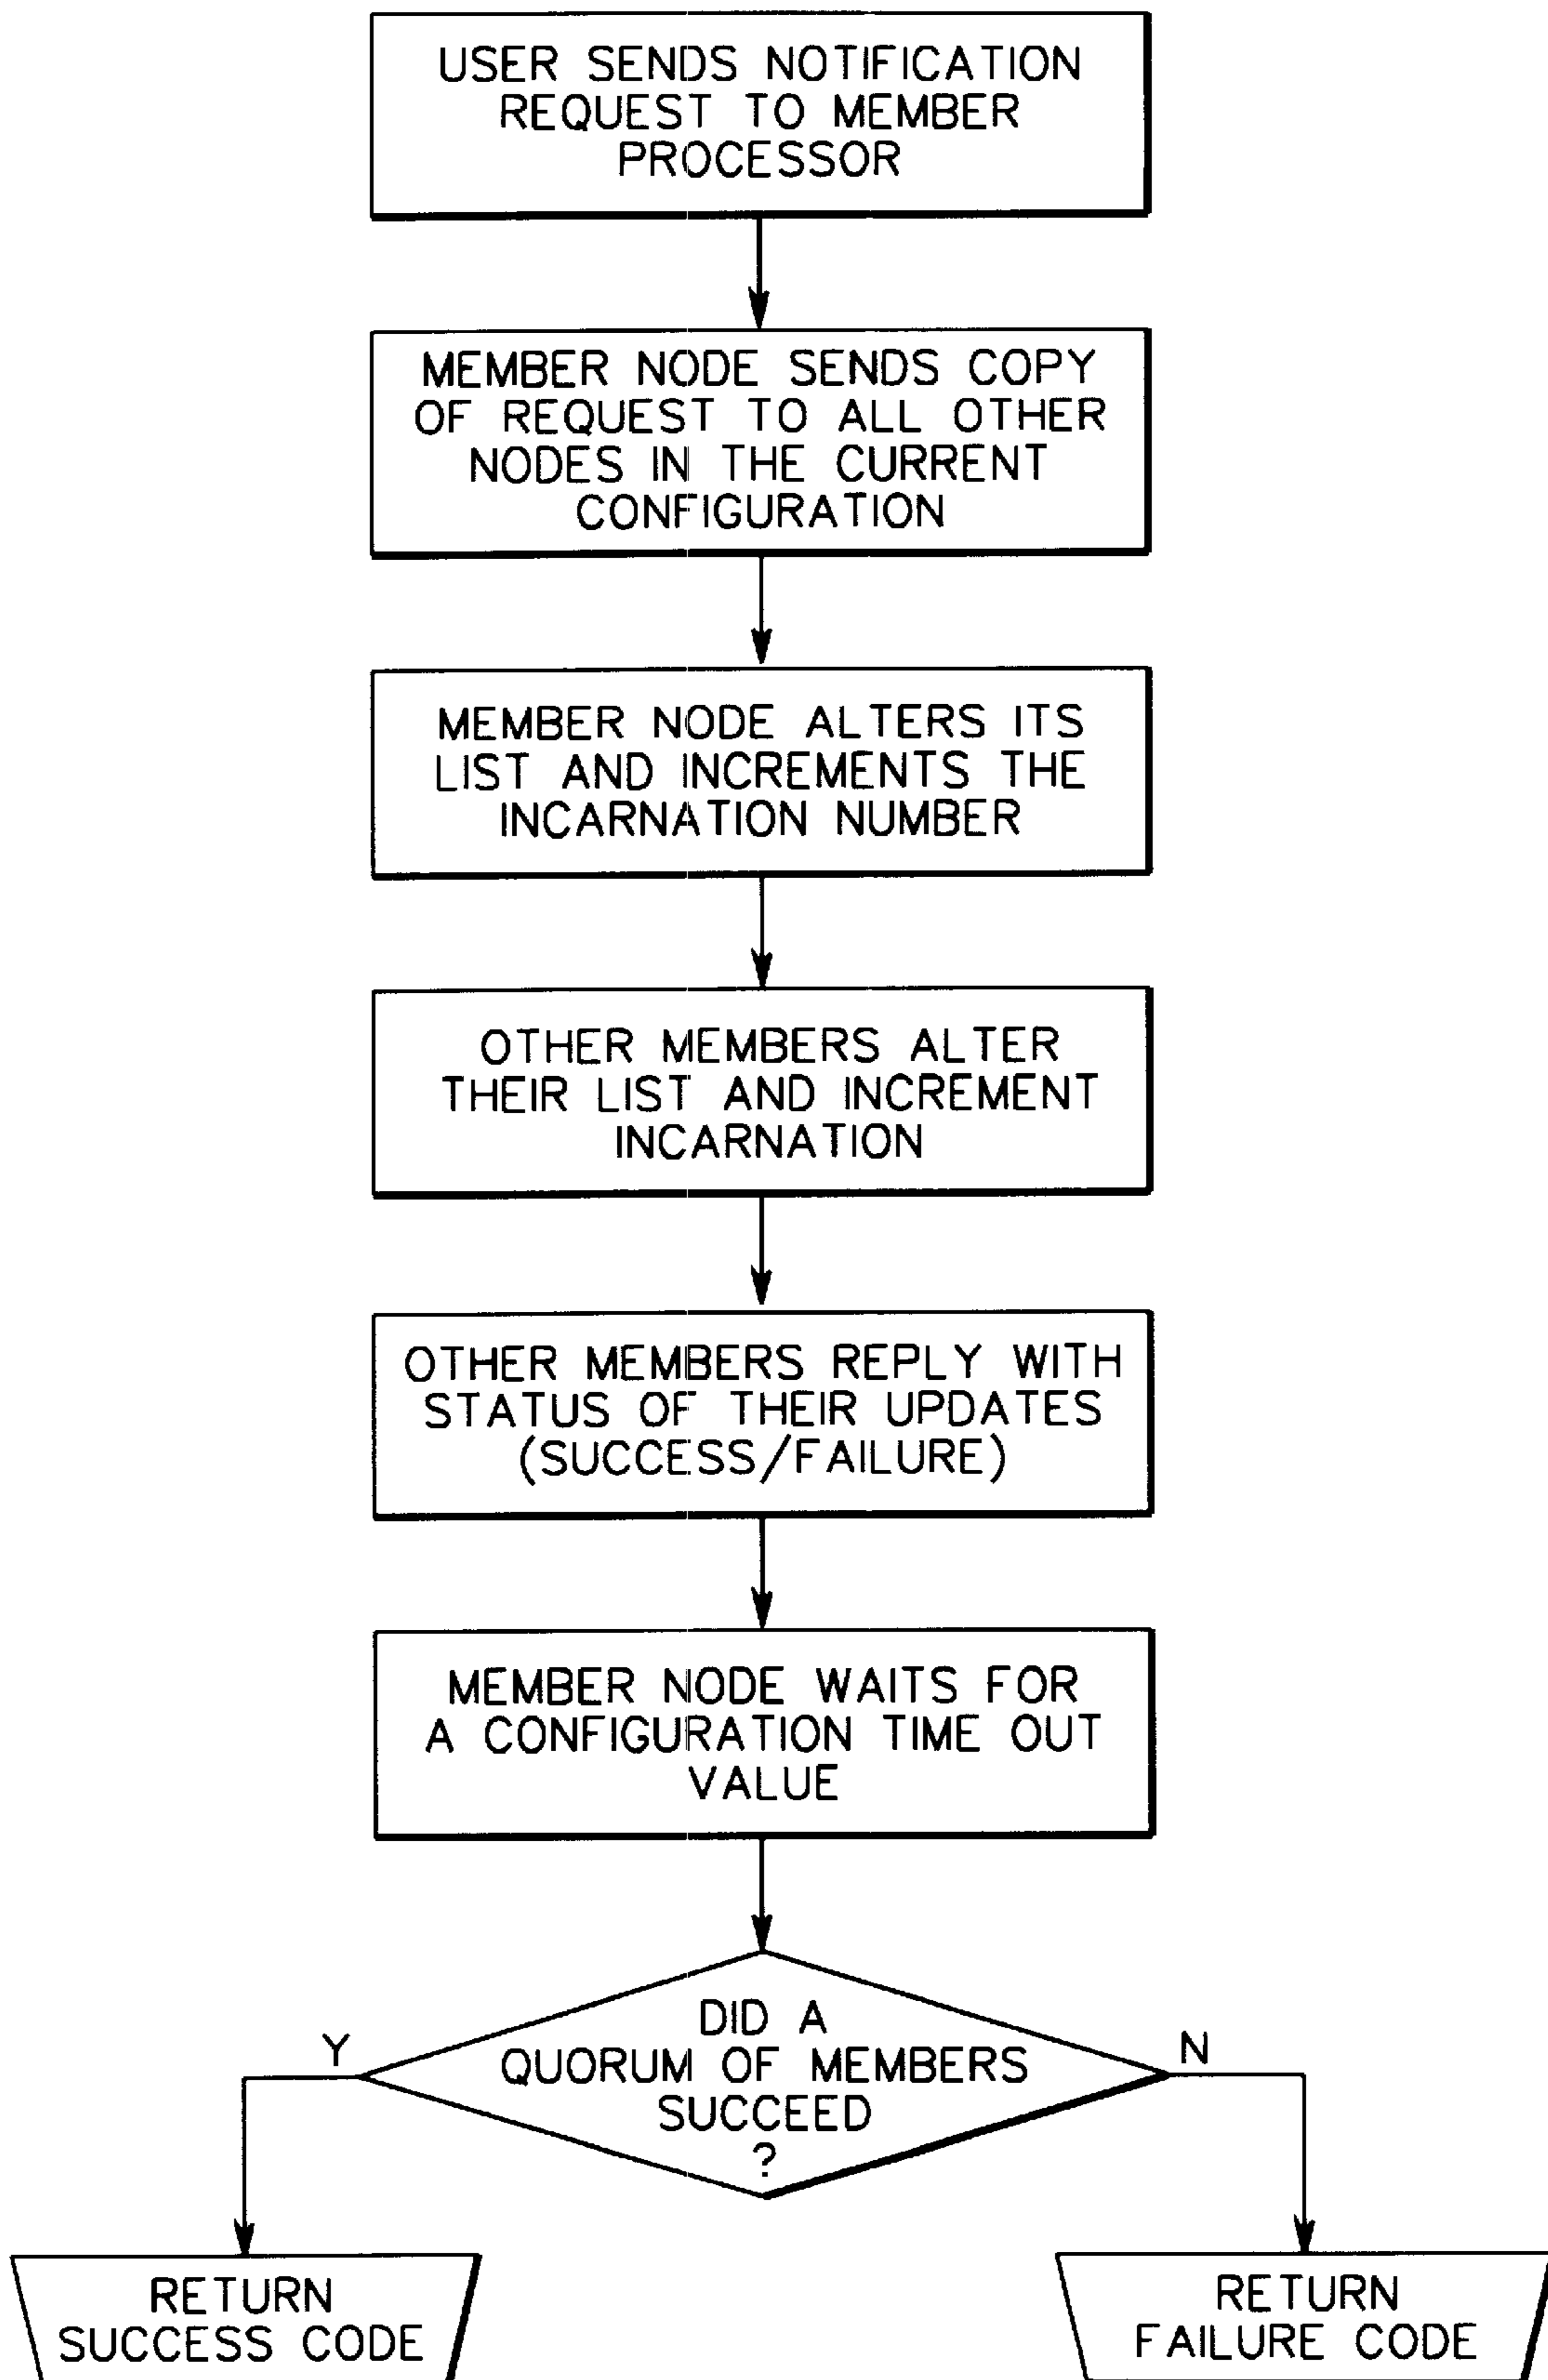 USER SENDS NOTIFICATION
REQUEST TO MEMBER
PROCESSOR
MEMBER NODE SENDS COPY
OF REQUEST TO ALL OTHER
NODES IN THE CURRENT
CONFIGURATION
MEMBER NODE ALTERS ITS
LIST AND INCREMENTS THE
INCARNATION NUMBER
OTHER MEMBERS ALTER
THEIR LIST AND INCREMENT
INCARNATION
OTHER MEMBERS REPLY WITH
STATUS OF THEIR UPDATES
(SUCCESS/FAILURE)
MEMBER NODE WAITS FOR
A CONFIGURATION TIME OUT
VALUE
DID A
QUORUM OF MEMBERS
SUCCEED
?
Y
N
RETURN
SUCCESS CODE
RETURN
FAILURE CODE